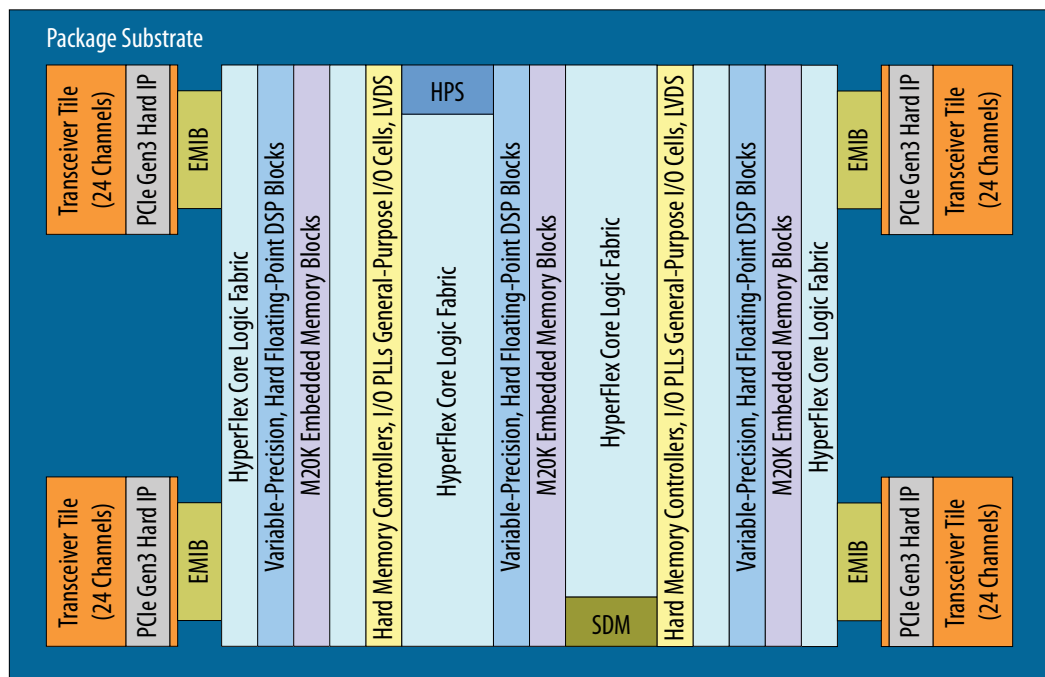 Package Substrate
Transceiver Tile
(24 Channels)
PCIe Gen3 Hard IP
EMIB
Transceiver Tile
(24 Channels)
PCIe Gen3 Hard IP
EMIB
HyperFlex Core Logic Fabric
Variable-Precision, Hard Floating-Point DSP Blocks
M20K Embedded Memory Blocks
Hard Memory Controllers, I/O PLLs General-Purpose I/O Cells, LVDS
HPS
HyperFlex Core Logic Fabric
Variable-Precision, Hard Floating-Point DSP Blocks
M20K Embedded Memory Blocks
HyperFlex Core Logic Fabric
SDM
Hard Memory Controllers, I/O PLLs General-Purpose I/O Cells, LVDS
Variable-Precision, Hard Floating-Point DSP Blocks
M20K Embedded Memory Blocks
HyperFlex Core Logic Fabric
EMIB
PCIe Gen3 Hard IP
Transceiver Tile
(24 Channels)
EMIB
PCIe Gen3 Hard IP
Transceiver Tile
(24 Channels)